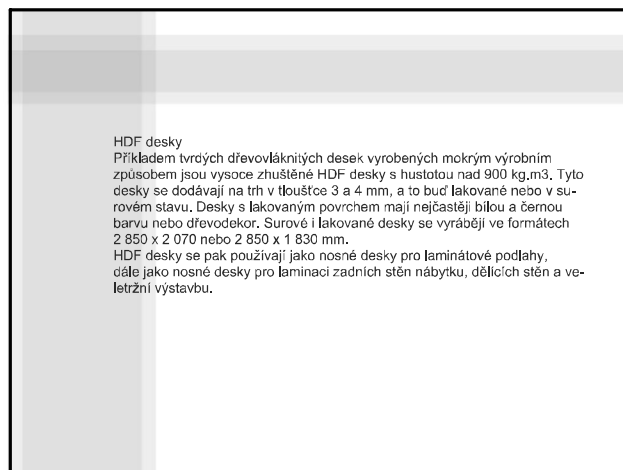 HDF desky
Příkladem tvrdých dřevovláknitých desek vyrobených mokrým výrobním
způsobem jsou vysoce zhuštěné HDF desky s hustotou nad 900 kg.m3. Tyto
desky se dodávají na trh v tloušťce 3 a 4 mm, a to buď lakované nebo v su-
rovém stavu. Desky s lakovaným povrchem mají nejčastěji bílou a černou
barvu nebo dřevodekor. Surové i lakované desky se vyrábějí ve formátech
2 850 x 2 070 nebo 2 850 x 1 830 mm.
HDF desky se pak používají jako nosné desky pro laminátové podlahy,
dále jako nosné desky pro laminaci zadních stěn nábytku, dělících stěn a ve-
letržní výstavbu.